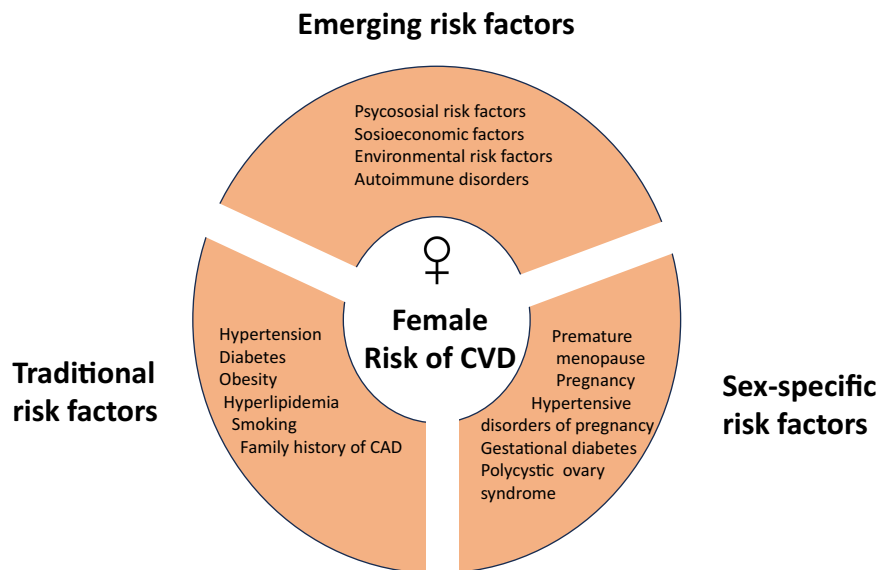 Emerging risk factors
Psycososial risk factors
Sosioeconomic factors
Environmental risk factors
Autoimmune disorders
Female
Risk of CVD
Traditional
risk factors
Hypertension
Diabetes
Obesity
Hyperlipidemia
Smoking
Family history of CAD
Premature
menopause
Pregnancy
Hypertensive
disorders of pregnancy
Gestational diabetes
Polycystic ovary
syndrome
Sex-specific
risk factors